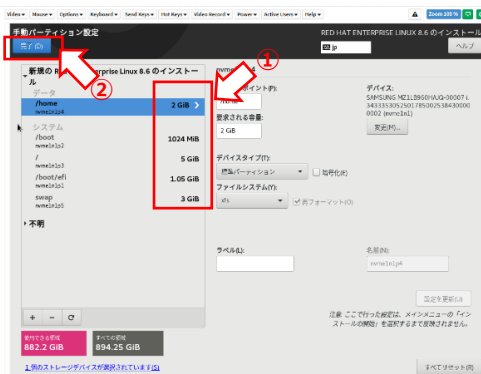 Video▾ Mouse▾ Options▾ Keyboard▾ Send Keys▾ Hot Keys▾ Video Record▾ Power▾ Active Users▾ Help▾
Zoom 100 %
手動パーティション設定
RED HAT ENTERPRISE LINUX 8.6 のインストール
完了(D)
jp
ヘルプ
①
②
新規の R erprise Linux 8.6 のインストール
データ
/home
nvme1n1p4
2 GiB
システム
/boot
nvme1n1p2
1024 MiB
/
nvme1n1p3
5 GiB
/boot/efi
nvme1n1p1
1.05 GiB
swap
nvme1n1p5
3 GiB
不明
+ −
使用できる領域
882.2 GiB
すべての領域
894.25 GiB
1 個のストレージデバイスが選択されています(S)
ポイント(P):
要求される容量:
2 GiB
デバイス:
SAMSUNG MZ1LB960HJUQ-00007
(nvme1n1)
変更(M)...
デバイスタイプ(T):
標準パーティション
暗号化(E)
ファイルシステム(Y):
xfs
再フォーマット(O)
ラベル(L):
名前(N):
nvme1n1p4
設定を更新(U)
注意: ここで行った設定は、メインメニューの「インストールの開始」を選択するまで反映されません。
すべてリセット(R)